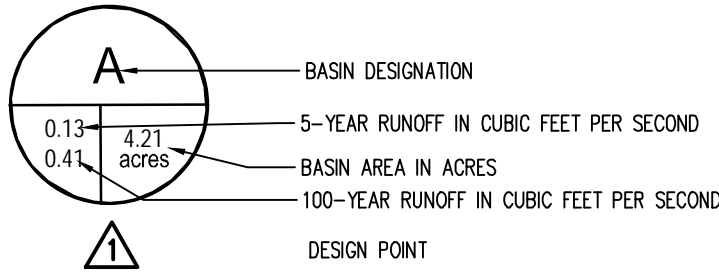 A
BASIN DESIGNATION
0.13
5-YEAR RUNOFF IN CUBIC FEET PER SECOND
4.21
acres
BASIN AREA IN ACRES
0.41
100-YEAR RUNOFF IN CUBIC FEET PER SECOND
1
DESIGN POINT